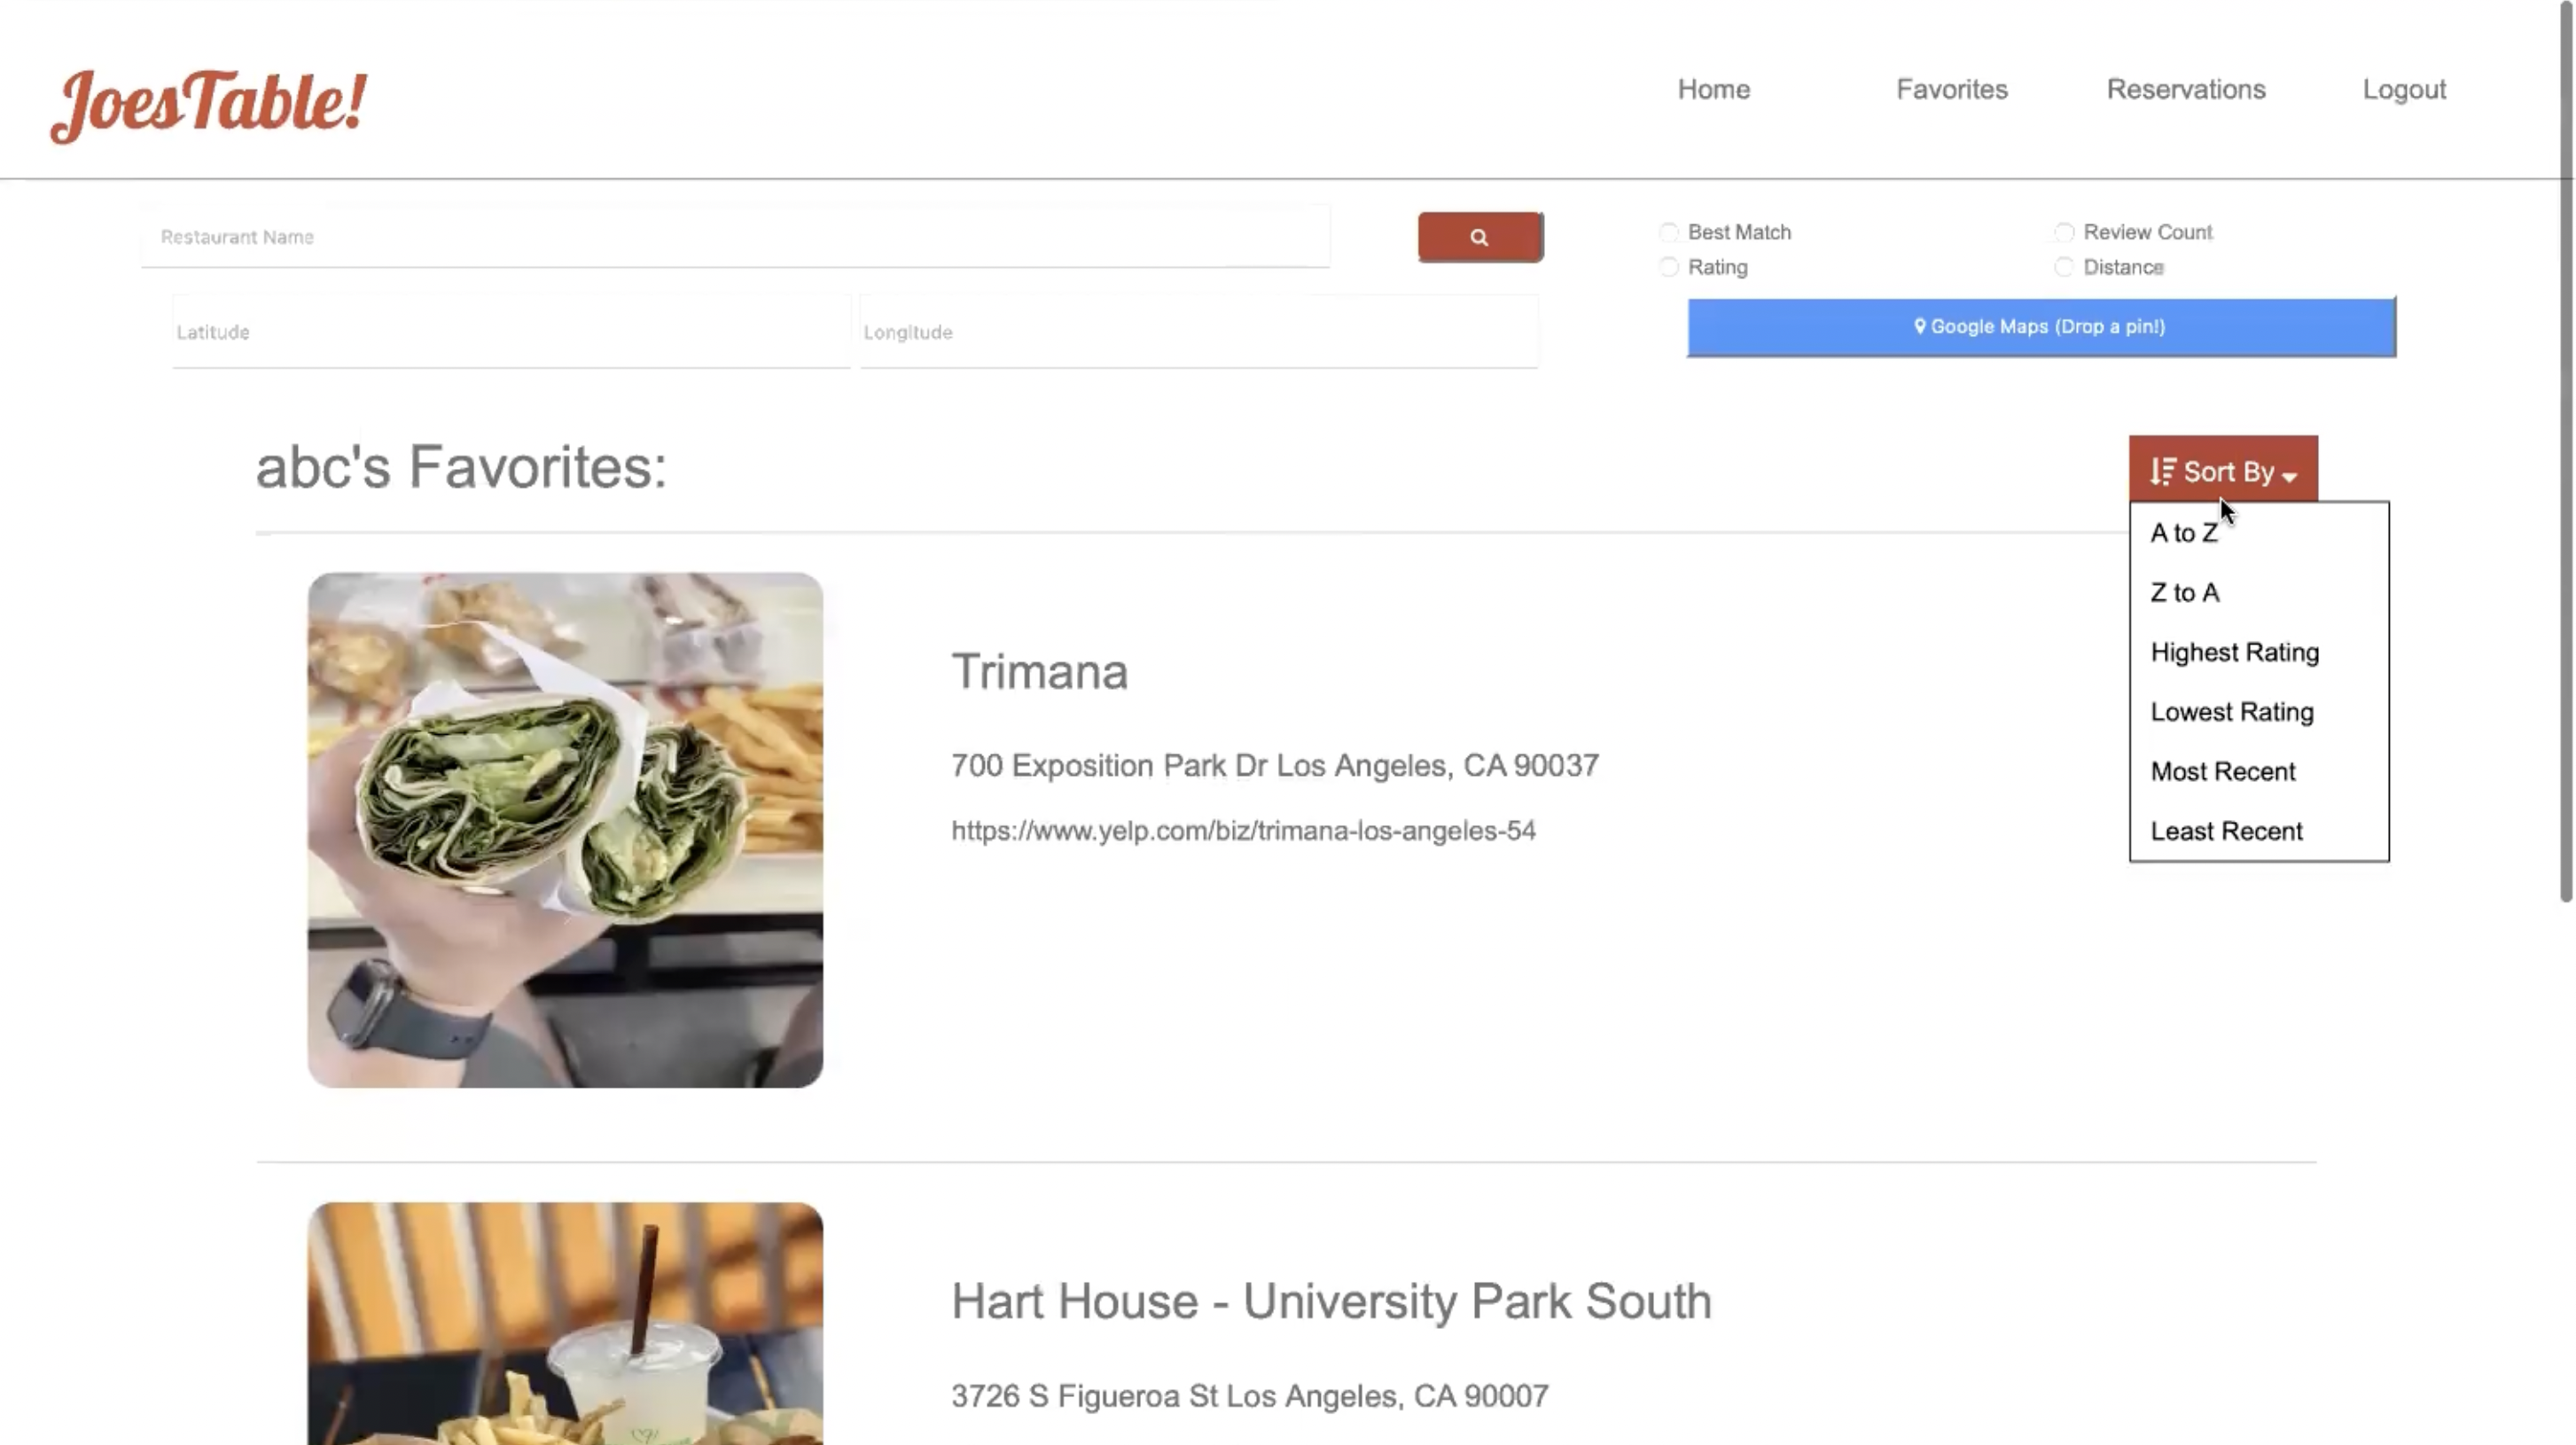 JoesTable!
Home Favorites Reservations Logout
Restaurant Name
Best Match Review Count
Rating Distance
Latitude Longitude
Google Maps (Drop a pin!)
abc's Favorites:
Sort By
A to Z
Z to A
Highest Rating
Lowest Rating
Most Recent
Least Recent
Trimana
700 Exposition Park Dr Los Angeles, CA 90037
https://www.yelp.com/biz/trimana-los-angeles-54
Hart House - University Park South
3726 S Figueroa St Los Angeles, CA 90007